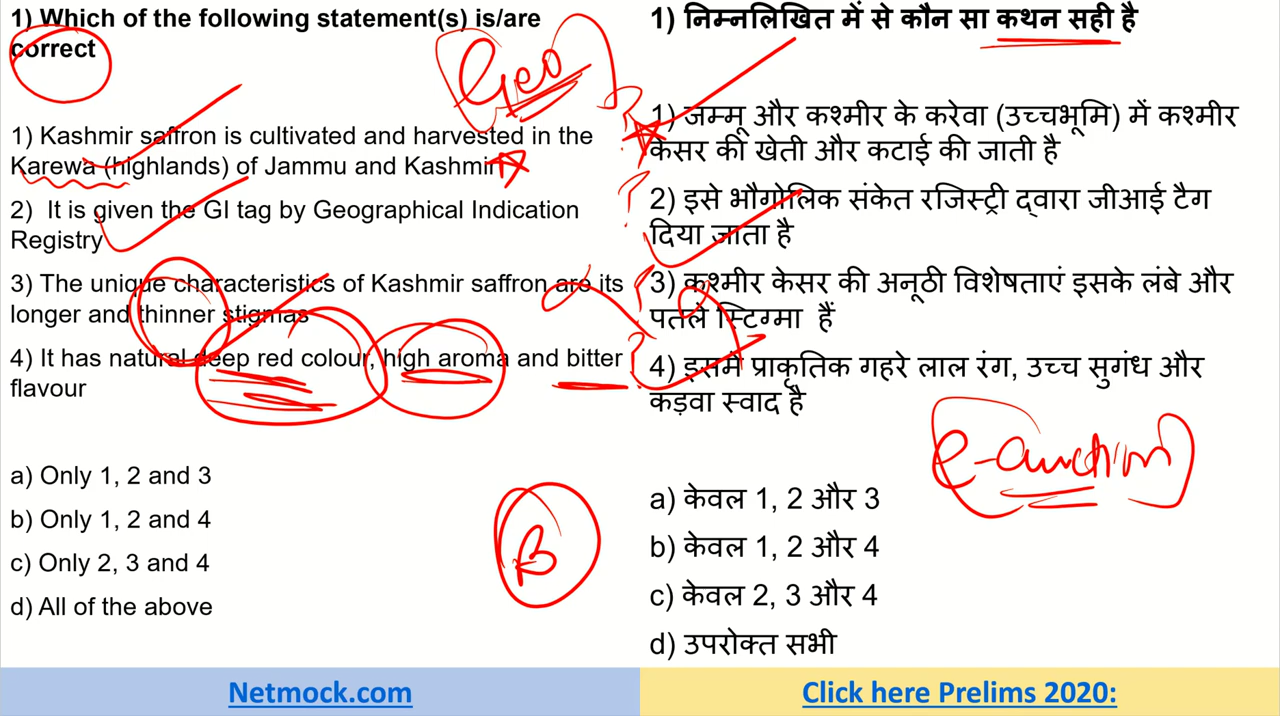 1) Which of the following statement(s) is/are
correct
Geo
1) Kashmir saffron is cultivated and harvested in the
Karewa (highlands) of Jammu and Kashmir
2) It is given the GI tag by Geographical Indication
Registry
3) The unique characteristics of Kashmir saffron are its
longer and thinner stigmas
4) It has natural deep red colour, high aroma and bitter
flavour
a) Only 1, 2 and 3
b) Only 1, 2 and 4
c) Only 2, 3 and 4
d) All of the above
B
Netmock.com
1) निम्नलिखित में से कौन सा कथन सही है
1) जम्मू और कश्मीर के करेवा (उच्चभूमि) में कश्मीर
केसर की खेती और कटाई की जाती है
2) इसे भौगोलिक संकेत रजिस्ट्री द्वारा जीआई टैग
दिया जाता है
3) कश्मीर केसर की अनूठी विशेषताएं इसके लंबे और
पतले स्टिग्मा हैं
4) इसमें प्राकृतिक गहरे लाल रंग, उच्च सुगंध और
कड़वा स्वाद है
e-auction
a) केवल 1, 2 और 3
b) केवल 1, 2 और 4
c) केवल 2, 3 और 4
d) उपरोक्त सभी
Click here Prelims 2020: